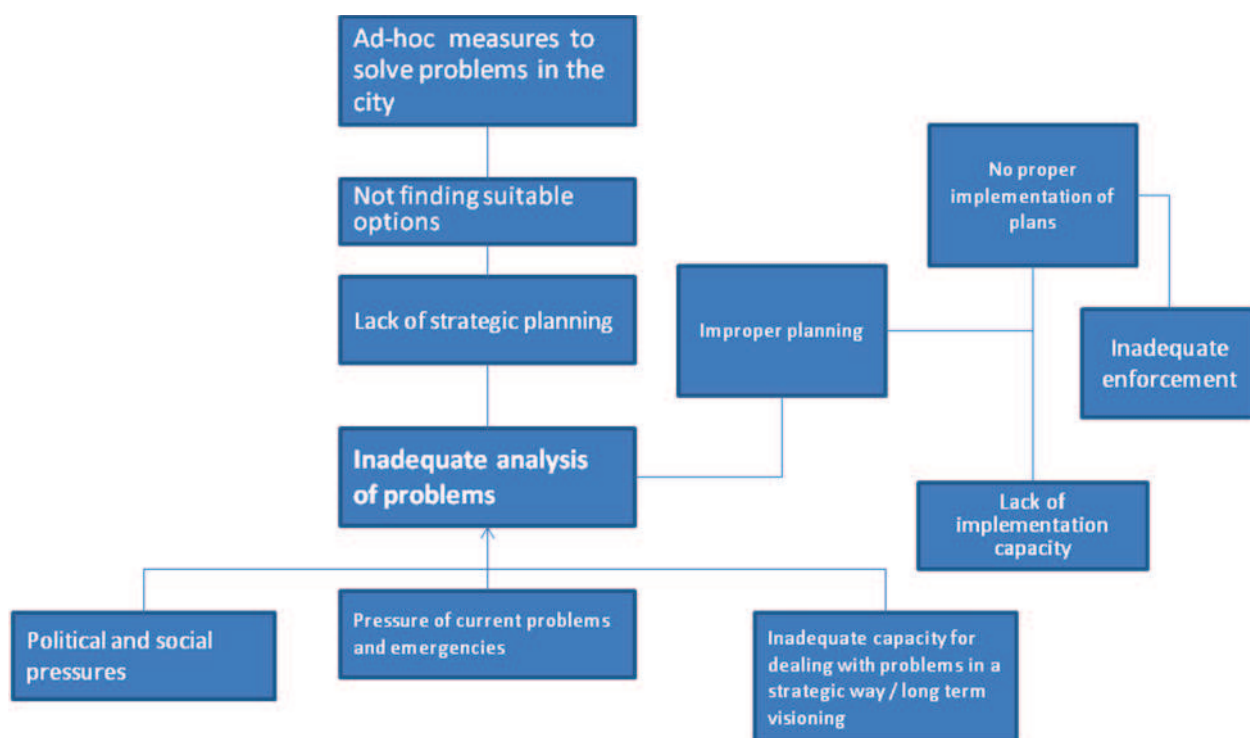 Ad-hoc measures to
solve problems in the
city
Not finding suitable
options
Lack of strategic planning
Inadequate analysis
of problems
Political and social
pressures
Pressure of current problems
and emergencies
Inadequate capacity for
dealing with problems in a
strategic way / long term
visioning
Improper planning
No proper
implementation of
plans
Inadequate
enforcement
Lack of
implementation
capacity